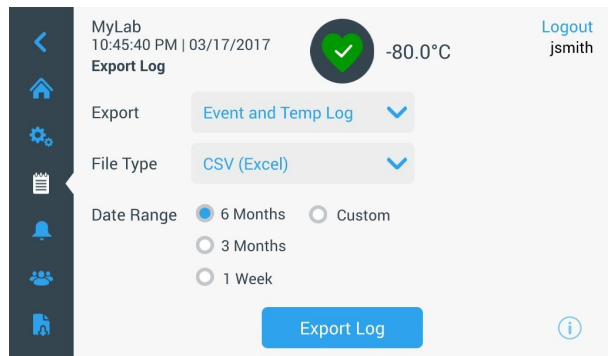 MyLab
10:45:40 PM | 03/17/2017
Export Log
-80.0°C
Logout
jsmith
Export Event and Temp Log
File Type CSV (Excel)
Date Range 6 Months Custom
3 Months
1 Week
Export Log